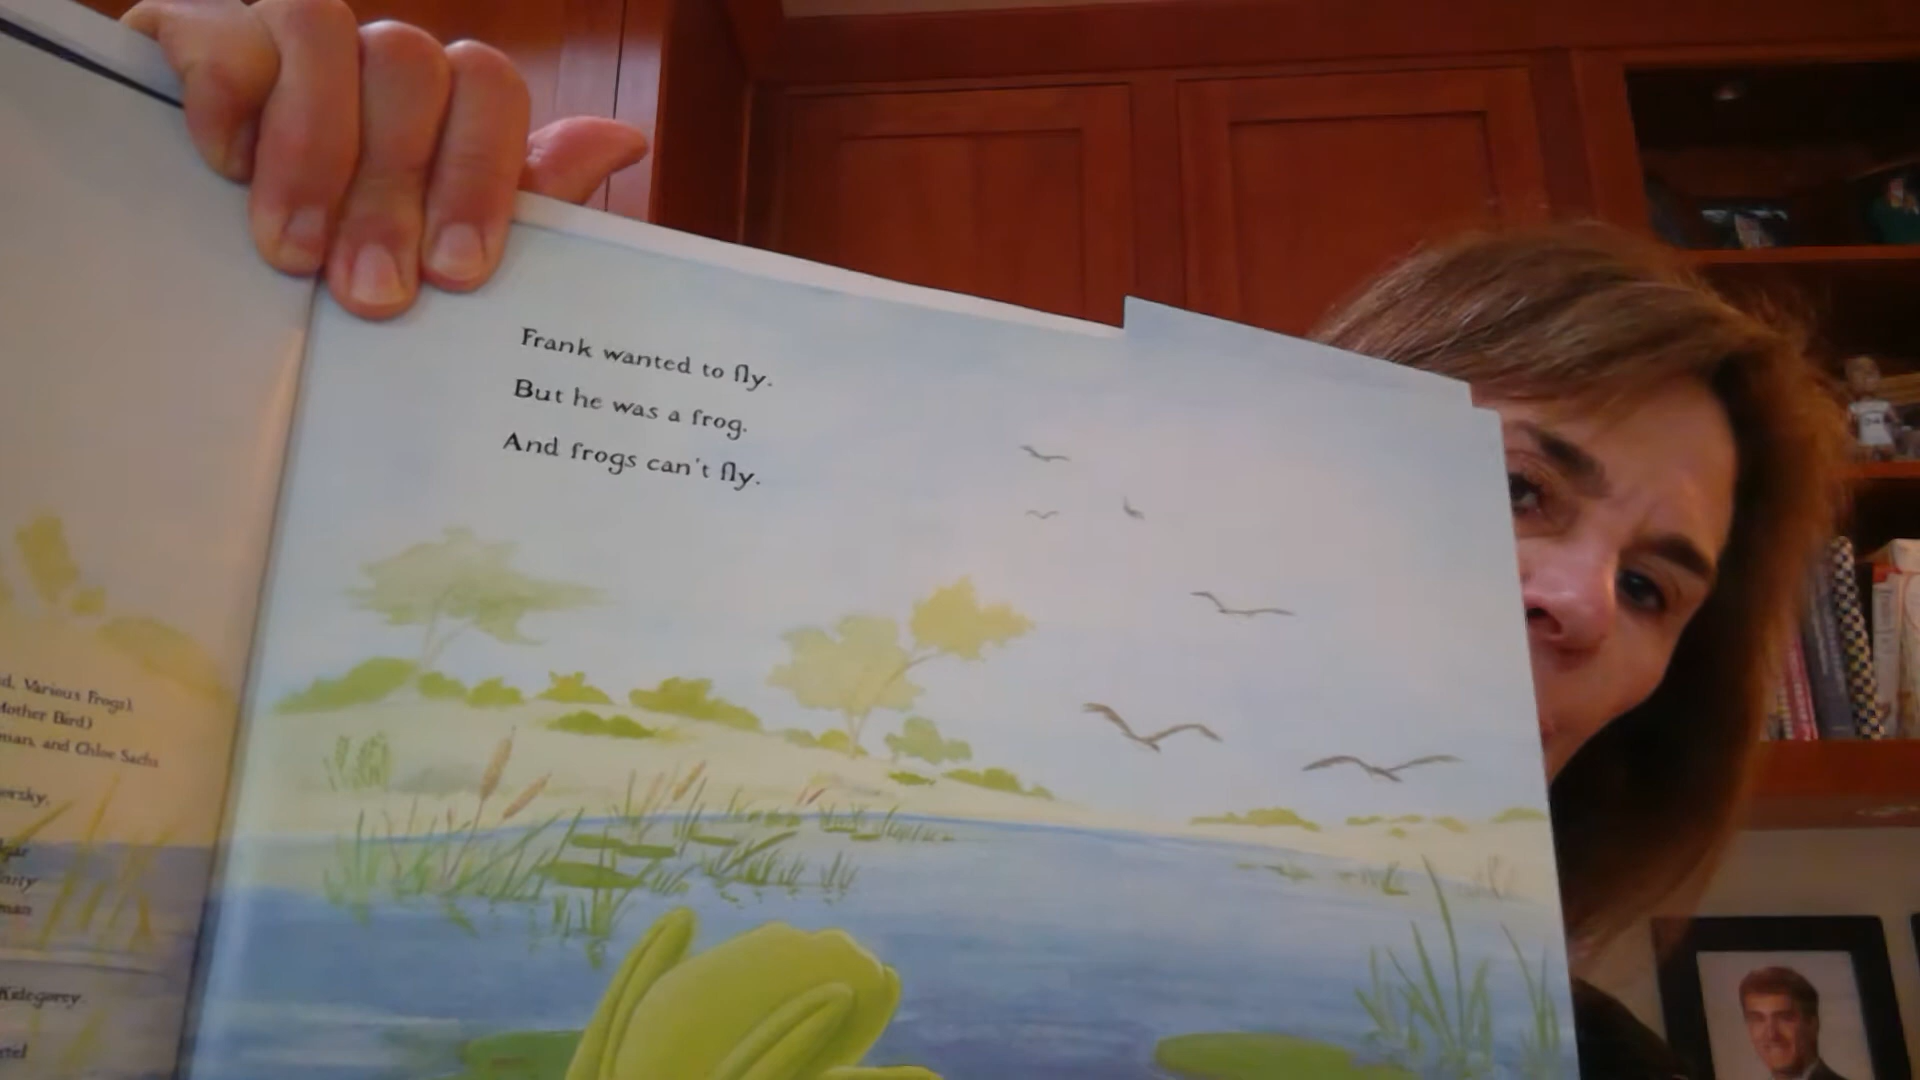 Frank wanted to fly.
But he was a frog.
And frogs can't fly.
Various Frogs),
Mother Bird)
and Chloe Sachs